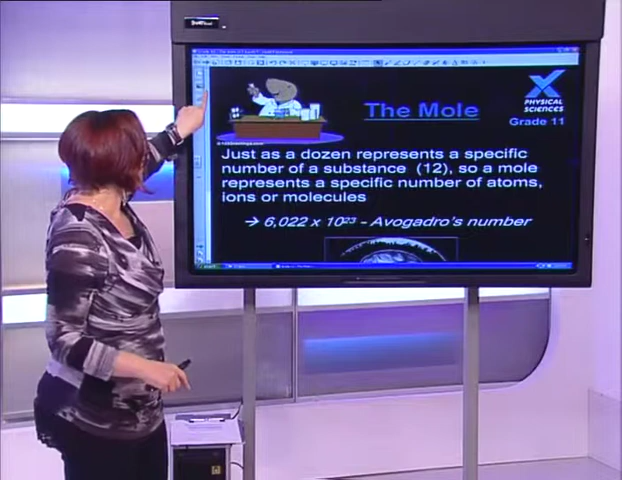 The Mole
X
PHYSICAL
SCIENCES
Grade 11
Just as a dozen represents a specific
number of a substance (12), so a mole
represents a specific number of atoms,
ions or molecules
→ 6,022 x 10²³ - Avogadro's number